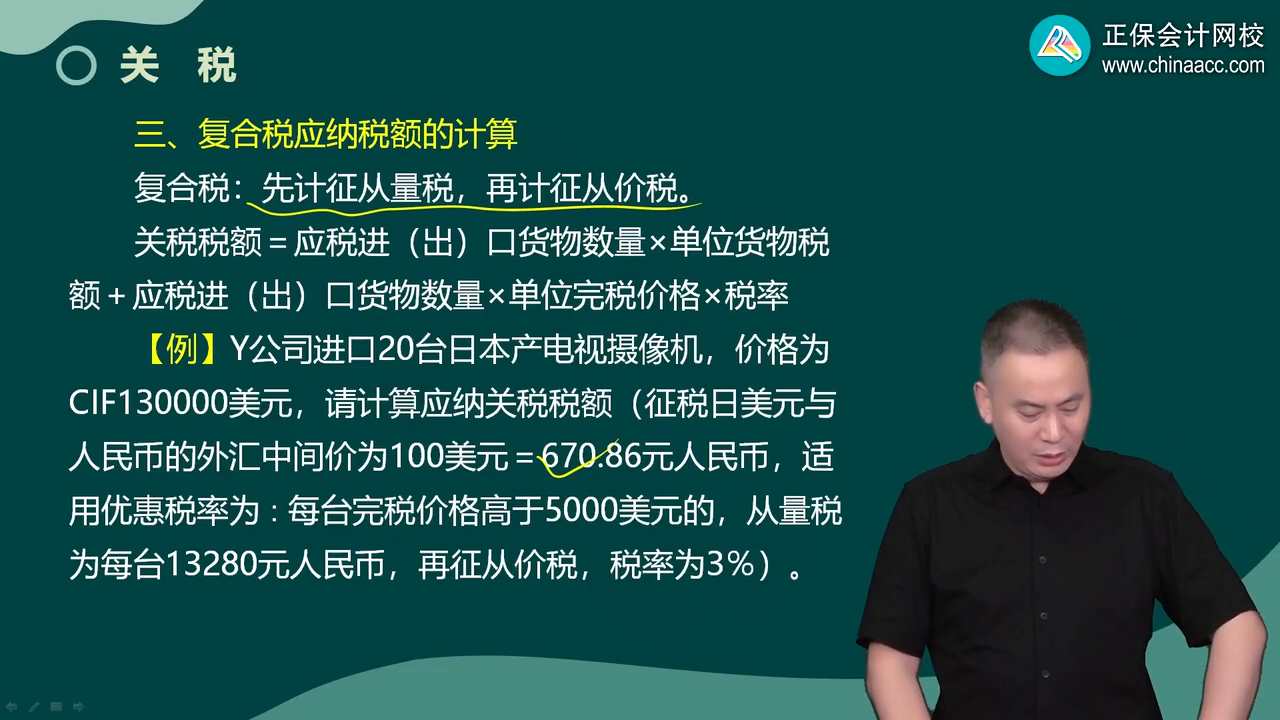 关 税
正保会计网校
www.chinaacc.com
三、复合税应纳税额的计算
复合税：先计征从量税，再计征从价税。
关税税额＝应税进（出）口货物数量×单位货物税
额＋应税进（出）口货物数量×单位完税价格×税率
【例】Y公司进口20台日本产电视摄像机，价格为
CIF130000美元，请计算应纳关税税额（征税日美元与
人民币的外汇中间价为100美元＝670.86元人民币，适
用优惠税率为：每台完税价格高于5000美元的，从量税
为每台13280元人民币，再征从价税，税率为3%）。